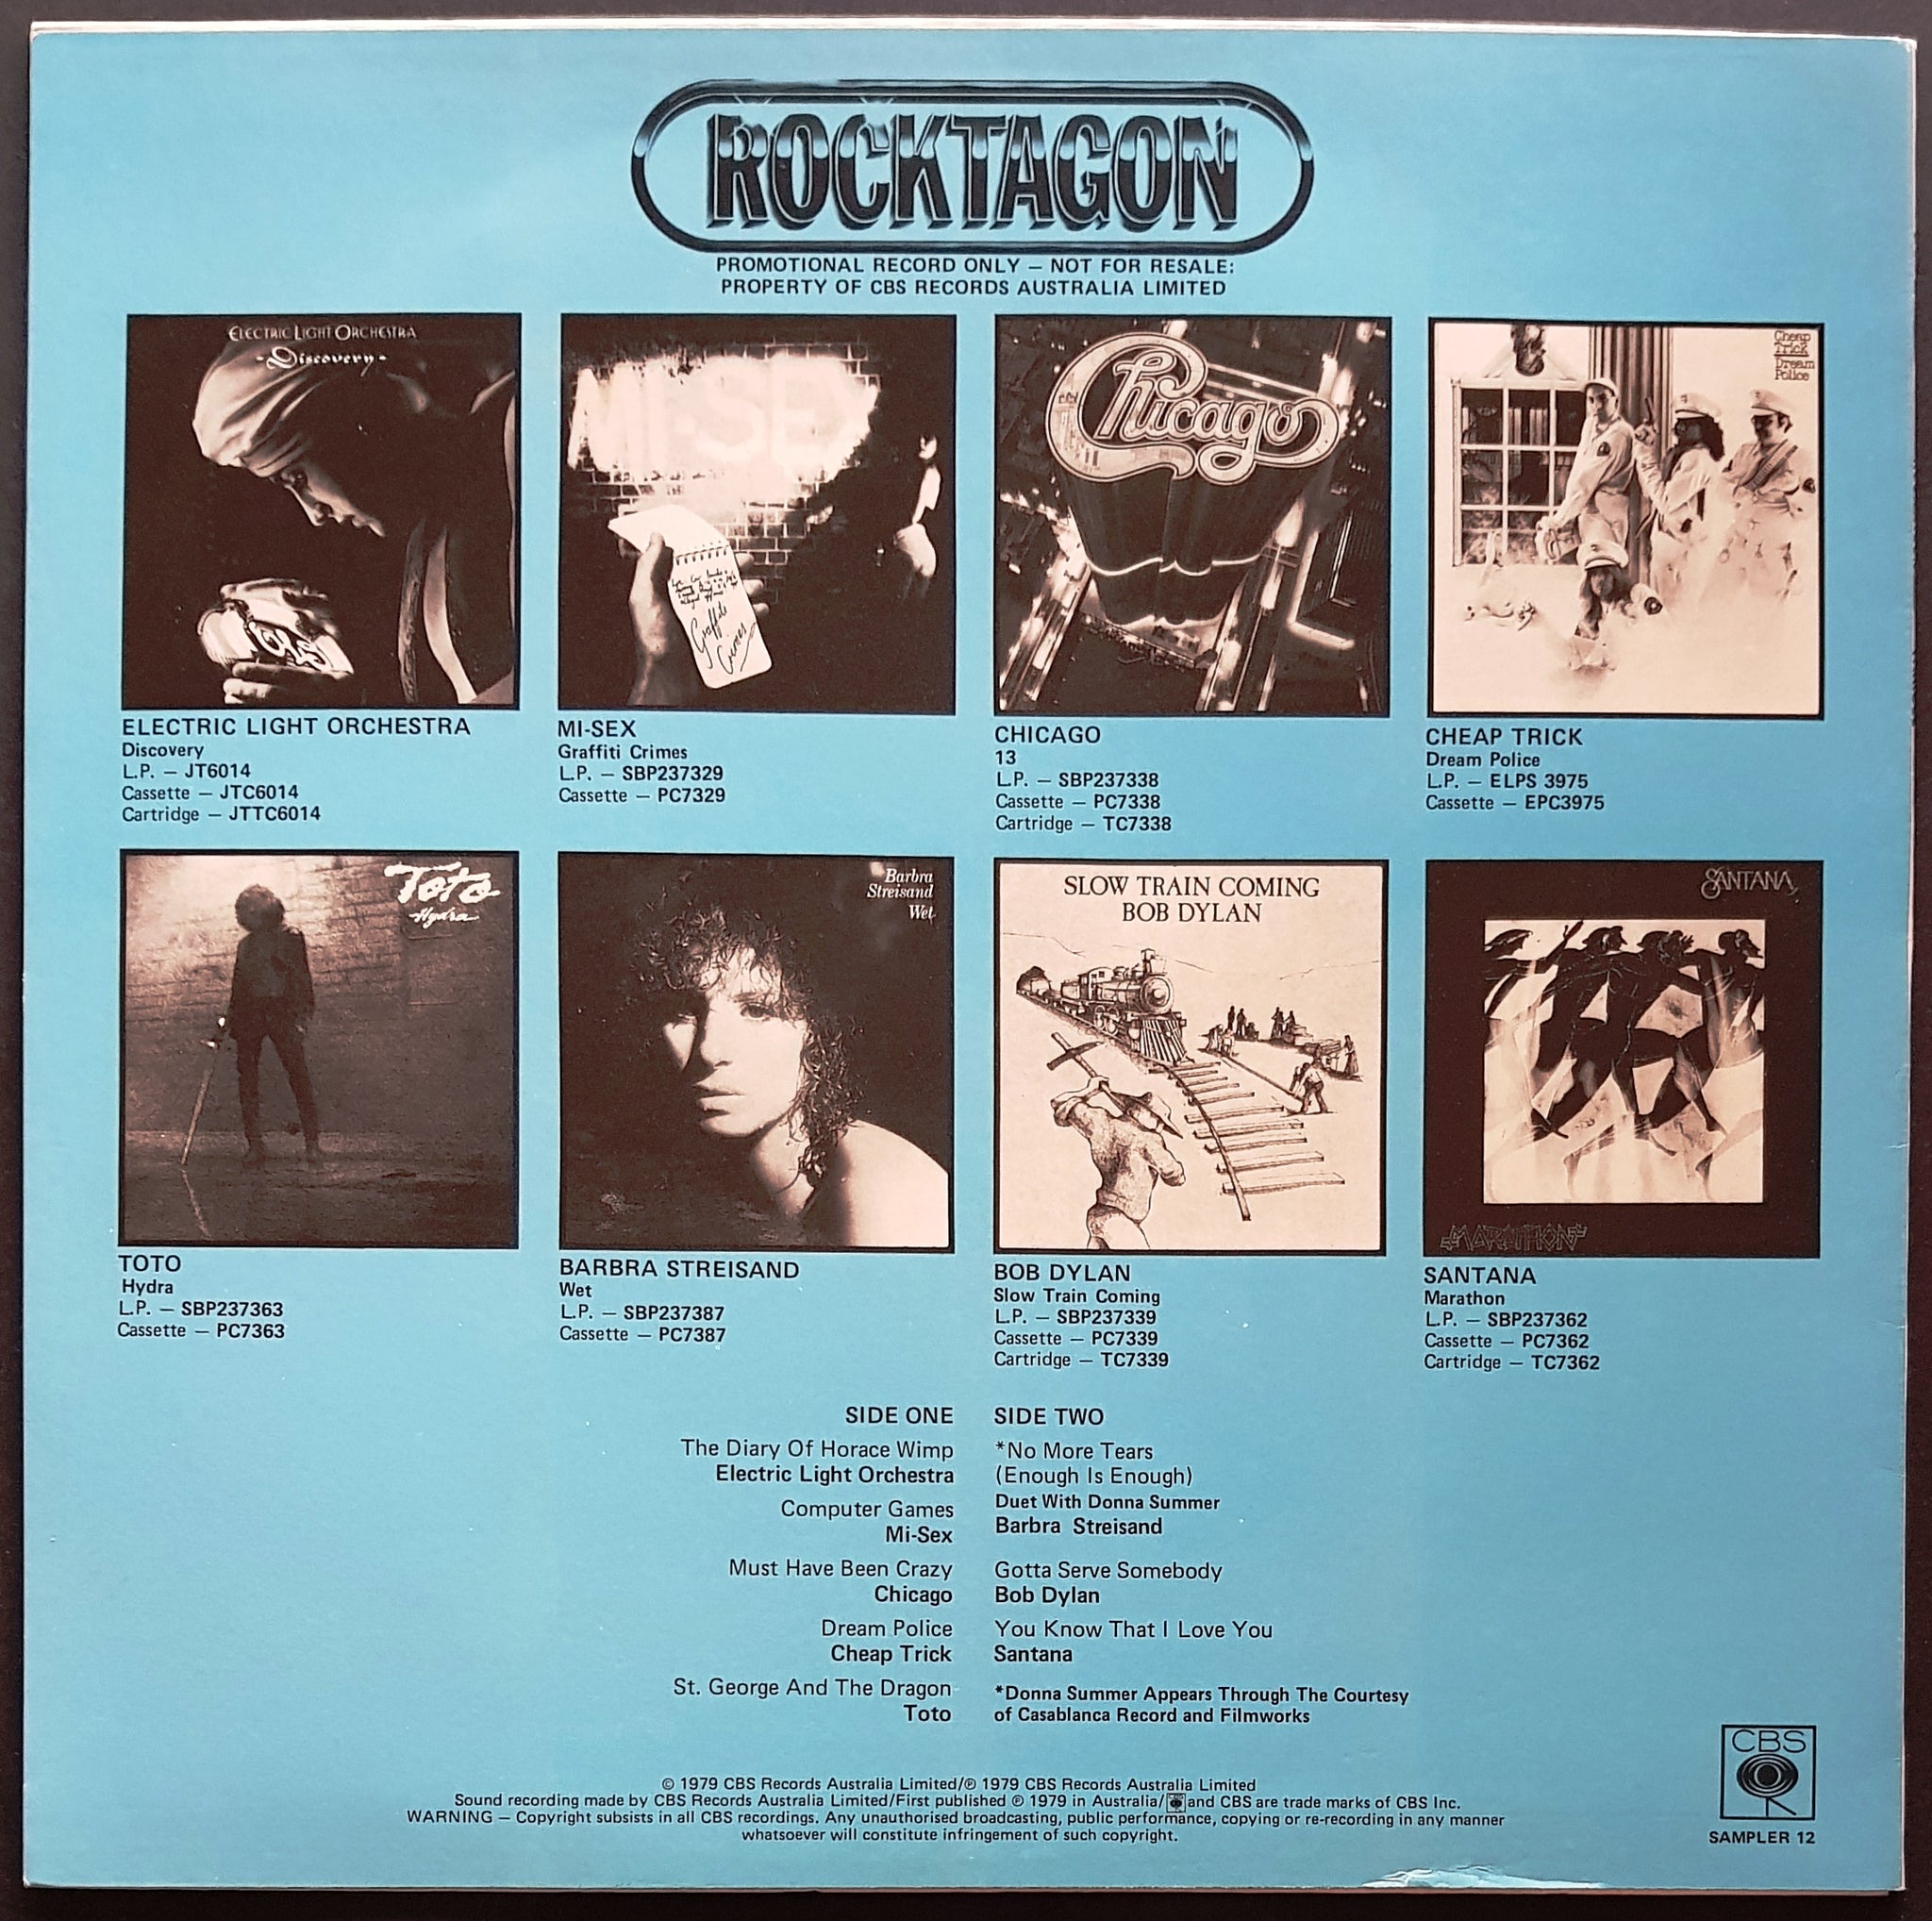 ROCKTAGON
PROMOTIONAL RECORD ONLY — NOT FOR RESALE:
PROPERTY OF CBS RECORDS AUSTRALIA LIMITED
ELECTRIC LIGHT ORCHESTRA
-Discovery-
MI-SEX
Graffiti
Crimes
Chicago
Cheap
Trick
Dream
Police
ELECTRIC LIGHT ORCHESTRA
Discovery
L.P. — JT6014
Cassette — JTC6014
Cartridge — JTTC6014
MI-SEX
Graffiti Crimes
L.P. — SBP237329
Cassette — PC7329
CHICAGO
13
L.P. — SBP237338
Cassette — PC7338
Cartridge — TC7338
CHEAP TRICK
Dream Police
L.P. — ELPS 3975
Cassette — EPC3975
Toto
Hydra
Barbra
Streisand
Wet
SLOW TRAIN COMING
BOB DYLAN
SANTANA
MARATHON
TOTO
Hydra
L.P. — SBP237363
Cassette — PC7363
BARBRA STREISAND
Wet
L.P. — SBP237387
Cassette — PC7387
BOB DYLAN
Slow Train Coming
L.P. — SBP237339
Cassette — PC7339
Cartridge — TC7339
SANTANA
Marathon
L.P. — SBP237362
Cassette — PC7362
Cartridge — TC7362
SIDE ONE
The Diary Of Horace Wimp
Electric Light Orchestra
Computer Games
Mi-Sex
Must Have Been Crazy
Chicago
Dream Police
Cheap Trick
St. George And The Dragon
Toto
SIDE TWO
*No More Tears
(Enough Is Enough)
Duet With Donna Summer
Barbra Streisand
Gotta Serve Somebody
Bob Dylan
You Know That I Love You
Santana
*Donna Summer Appears Through The Courtesy
of Casablanca Record and Filmworks
© 1979 CBS Records Australia Limited/℗ 1979 CBS Records Australia Limited
Sound recording made by CBS Records Australia Limited/First published ℗ 1979 in Australia/ and CBS are trade marks of CBS Inc.
WARNING — Copyright subsists in all CBS recordings. Any unauthorised broadcasting, public performance, copying or re-recording in any manner
whatsoever will constitute infringement of such copyright.
CBS
SAMPLER 12